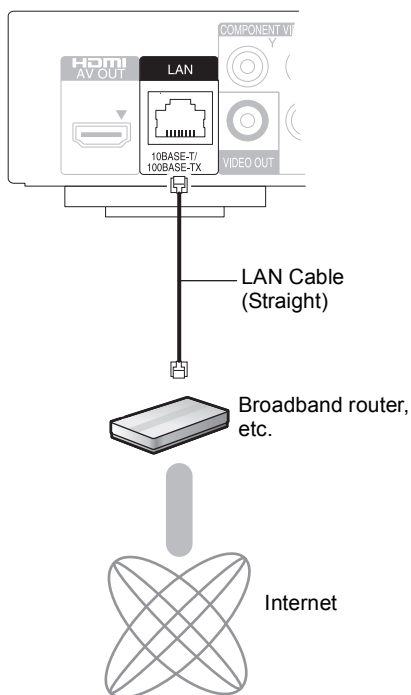 COMPONENT VI
Y
HDMI
AV OUT
LAN
10BASE-T/
100BASE-TX
VIDEO OUT
LAN Cable
(Straight)
Broadband router,
etc.
Internet